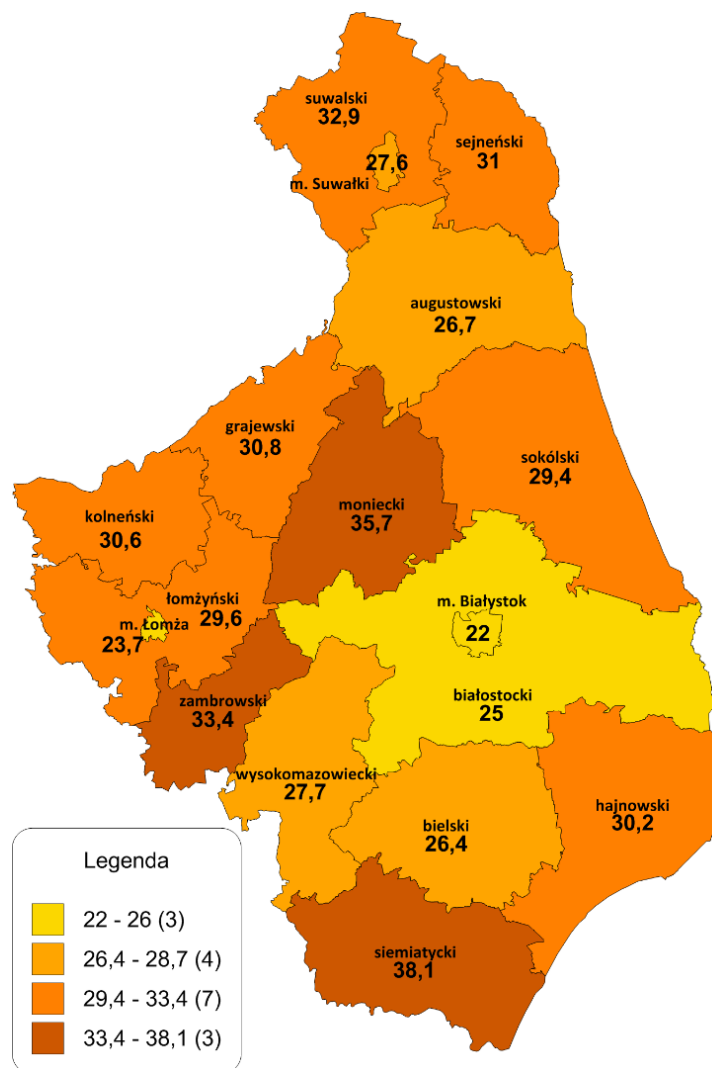 suwalski
32,9
sejneński
31
27,6
m. Suwałki
augustowski
26,7
grajewski
30,8
sokólski
29,4
moniecki
35,7
kolneński
30,6
łomżyński
29,6
m. Łomża
23,7
m. Białystok
22
zambrowski
33,4
białostocki
25
wysokomazowiecki
27,7
hajnowski
30,2
bielski
26,4
siemiatycki
38,1
Legenda
22 - 26 (3)
26,4 - 28,7 (4)
29,4 - 33,4 (7)
33,4 - 38,1 (3)